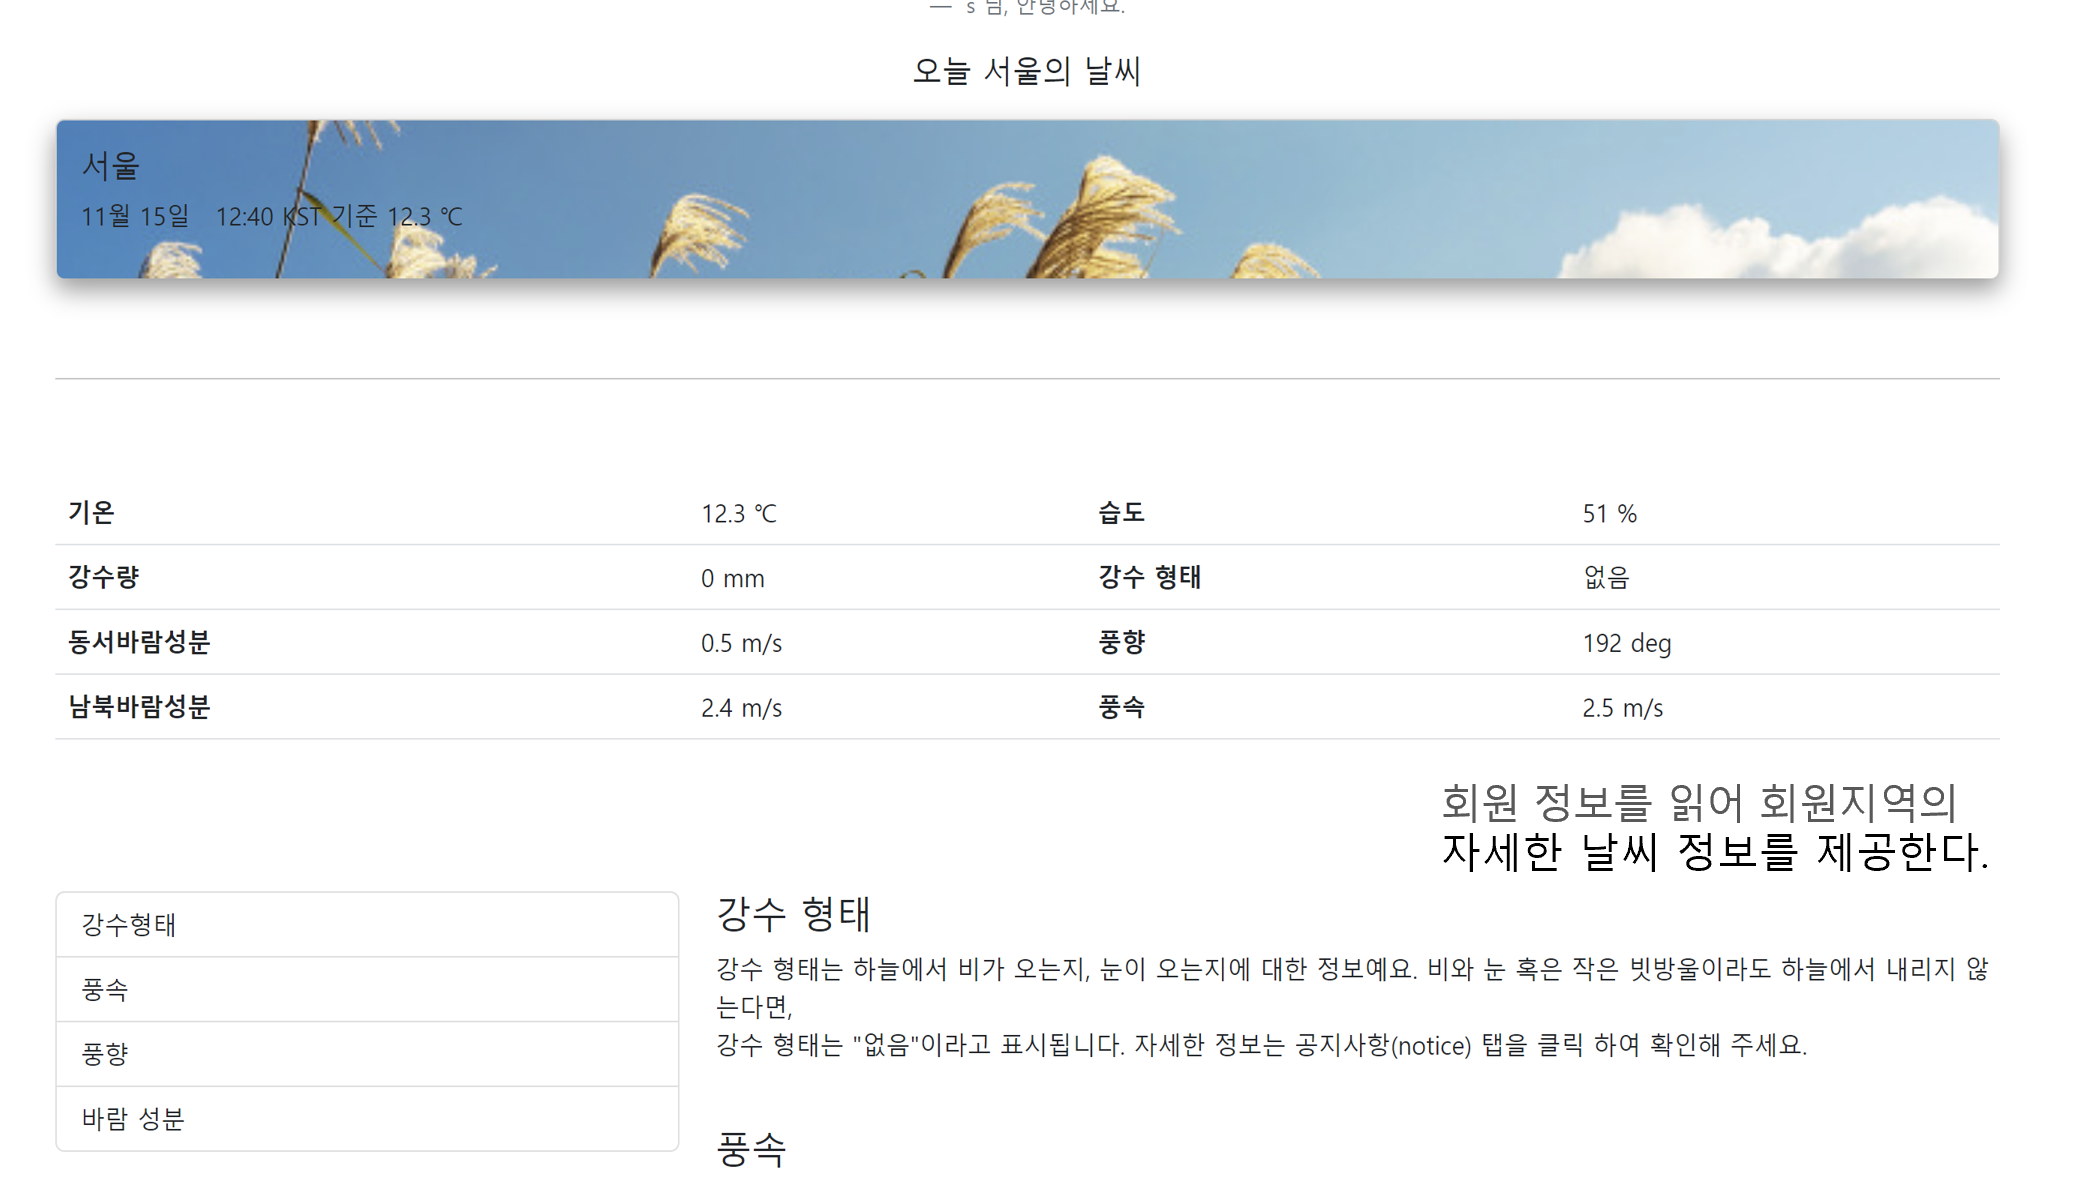 — s 님, 안녕하세요.
오늘 서울의 날씨
서울
11월 15일 12:40 KST 기준 12.3 ℃
기온 12.3 ℃ 습도 51 %
강수량 0 mm 강수 형태 없음
동서바람성분 0.5 m/s 풍향 192 deg
남북바람성분 2.4 m/s 풍속 2.5 m/s
회원 정보를 읽어 회원지역의
자세한 날씨 정보를 제공한다.
강수형태
풍속
풍향
바람 성분
강수 형태
강수 형태는 하늘에서 비가 오는지, 눈이 오는지에 대한 정보예요. 비와 눈 혹은 작은 빗방울이라도 하늘에서 내리지 않
는다면,
강수 형태는 "없음"이라고 표시됩니다. 자세한 정보는 공지사항(notice) 탭을 클릭 하여 확인해 주세요.
풍속